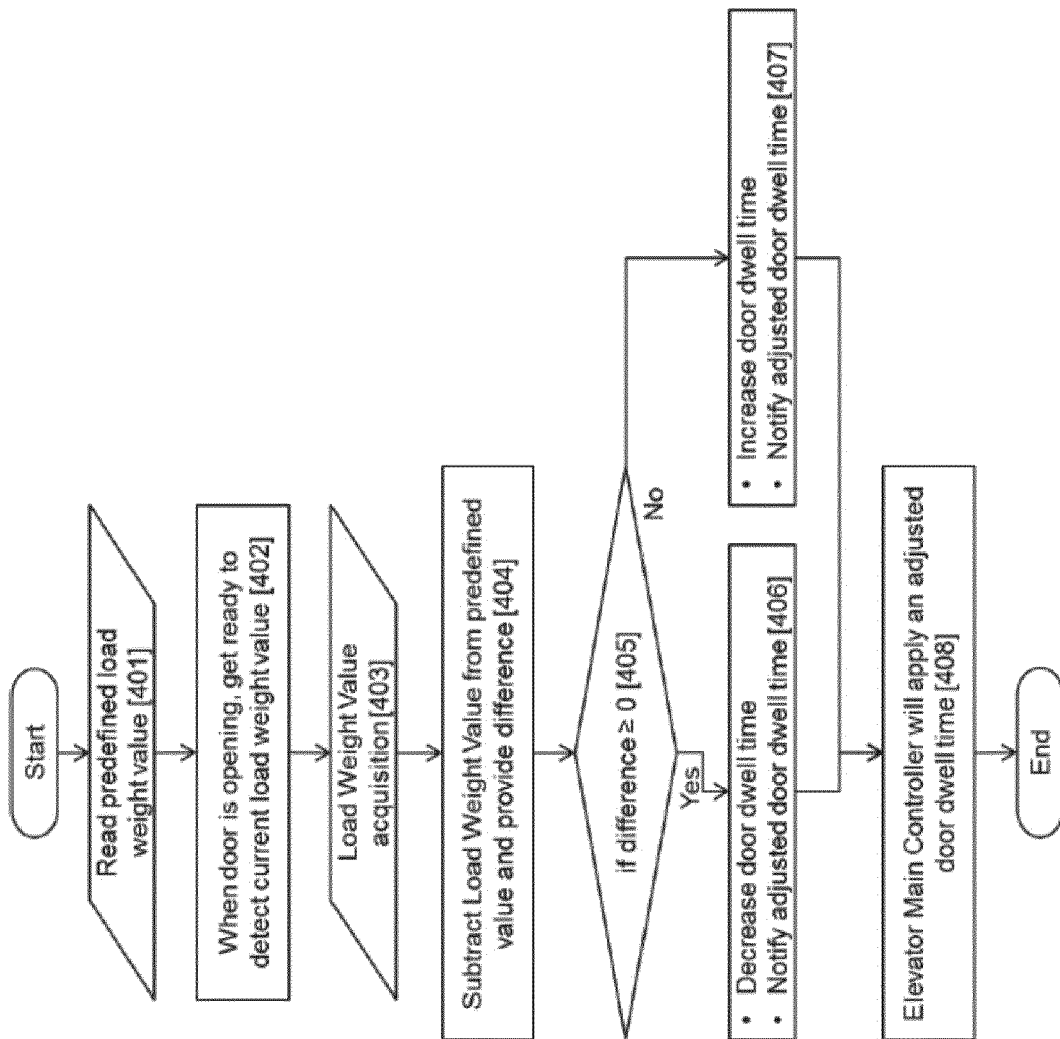 Start
Read predefined load
weight value [401]
When door is opening, get ready to
detect current load weight value [402]
Load Weight Value
acquisition[403]
Subtract Load Weight Value from predefined
value and provide difference [404]
if difference ≥ 0 [405]
Yes
No
• Decrease door dwell time
• Notify adjusted door dwell time [406]
• Increase door dwell time
• Notify adjusted door dwell time [407]
Elevator Main Controller will apply an adjusted
door dwell time [408]
End